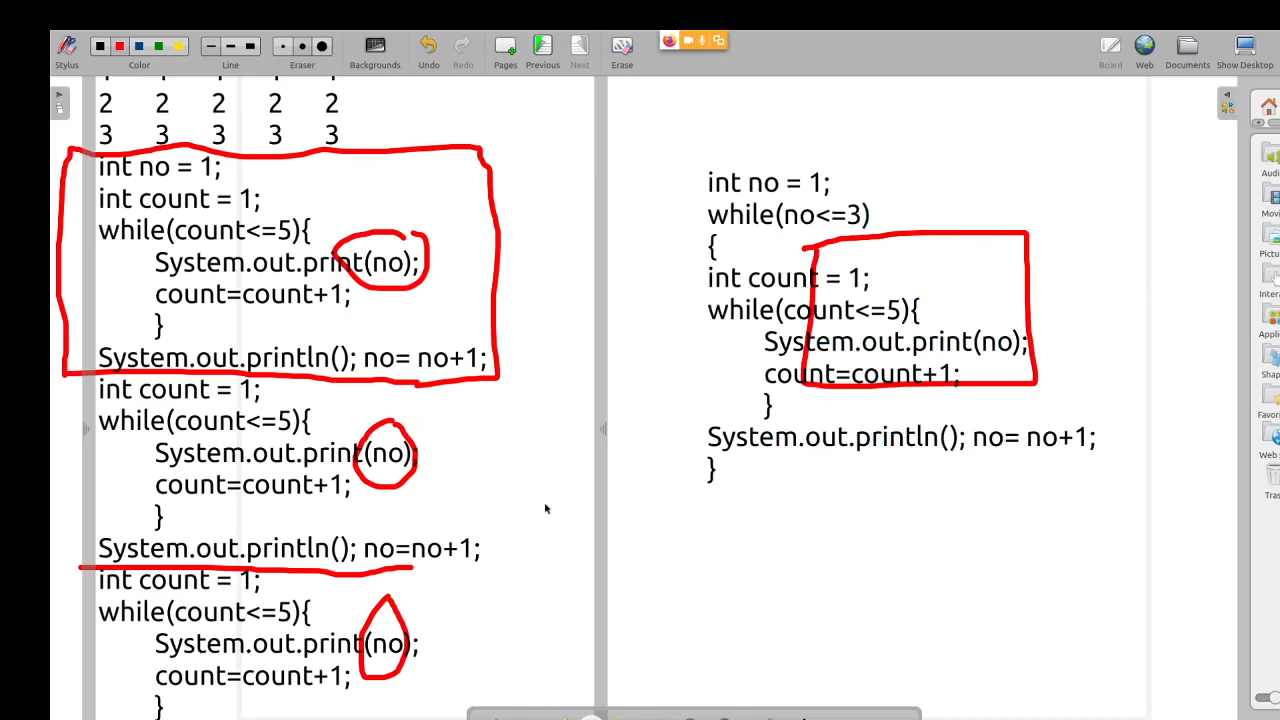 Stylus
Color
Line
Eraser
Backgrounds
Undo
Redo
Pages
Previous
Next
Erase
Board
Web
Documents
Show Desktop
2 2 2 2 2
3 3 3 3 3
int no = 1;
int count = 1;
while(count<=5){
System.out.print(no);
count=count+1;
}
System.out.println(); no= no+1;
int count = 1;
while(count<=5){
System.out.print(no);
count=count+1;
}
System.out.println(); no=no+1;
int count = 1;
while(count<=5){
System.out.print(no);
count=count+1;
}
int no = 1;
while(no<=3)
{
int count = 1;
while(count<=5){
System.out.print(no);
count=count+1;
}
System.out.println(); no= no+1;
}